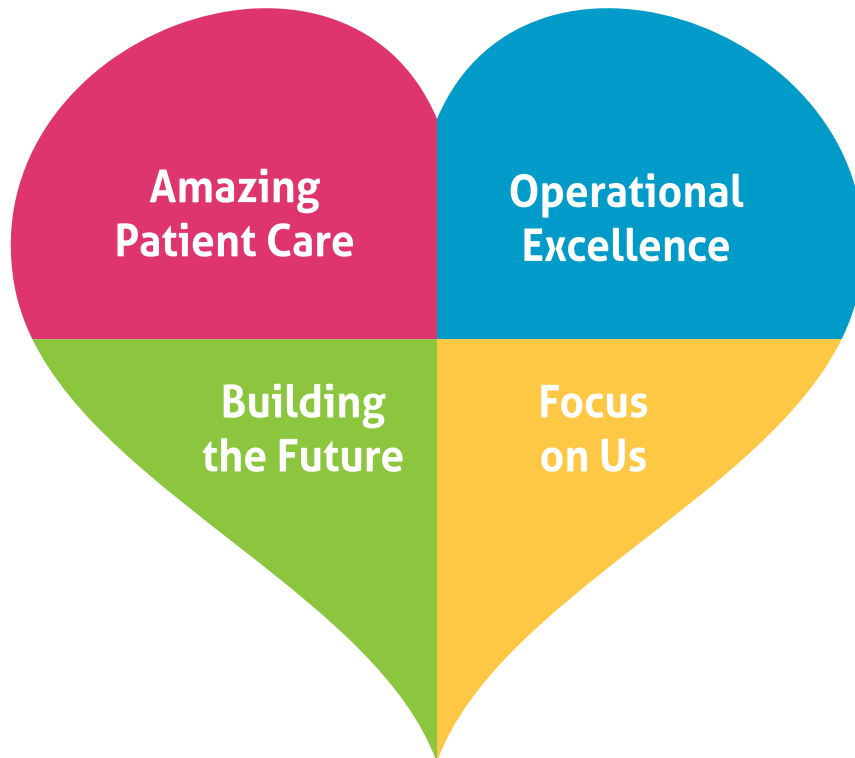 Amazing
Patient Care
Operational
Excellence
Building
the Future
Focus
on Us